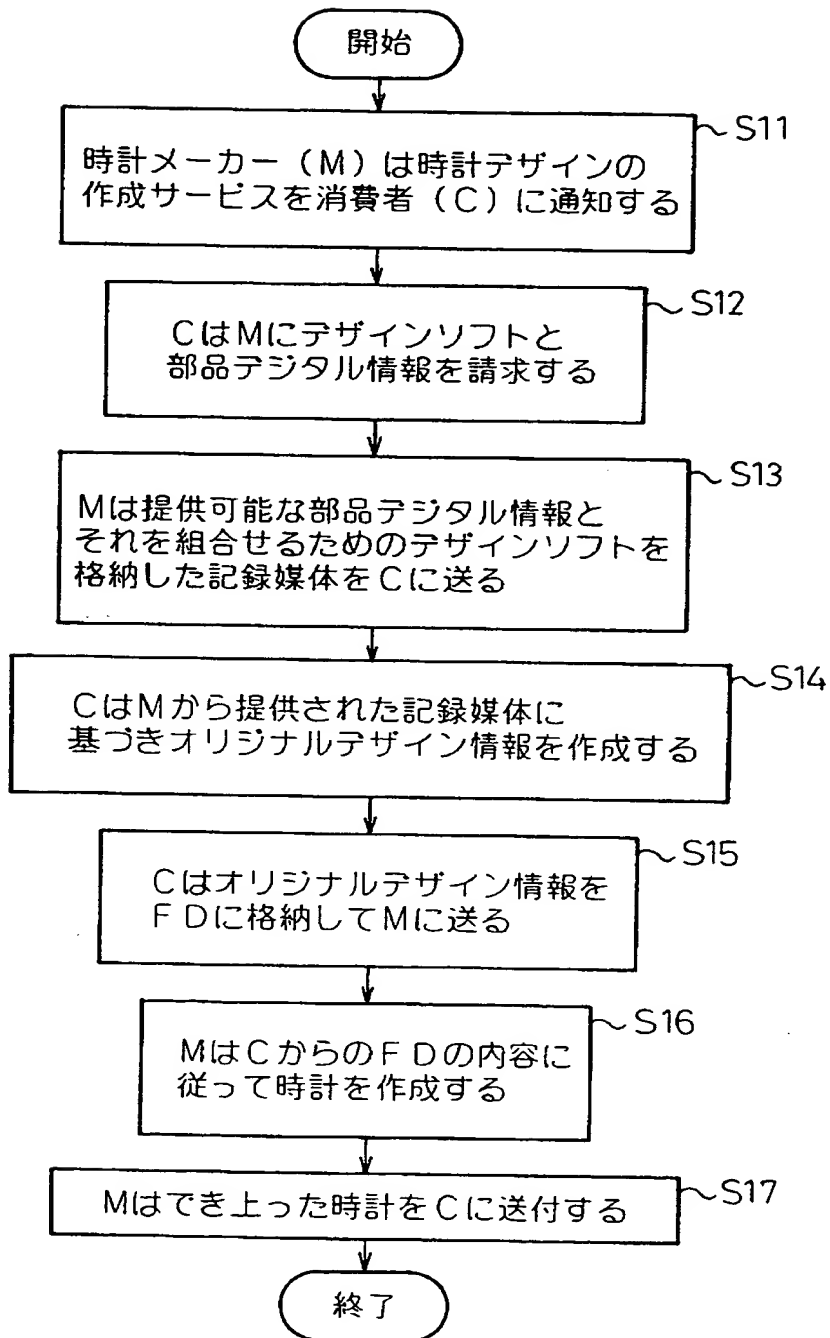 開始
S11
時計メーカー（M）は時計デザインの
作成サービスを消費者（C）に通知する
S12
CはMにデザインソフトと
部品デジタル情報を請求する
S13
Mは提供可能な部品デジタル情報と
それを組合せるためのデザインソフトを
格納した記録媒体をCに送る
S14
CはMから提供された記録媒体に
基づきオリジナルデザイン情報を作成する
S15
Cはオリジナルデザイン情報を
FDに格納してMに送る
S16
MはCからのFDの内容に
従って時計を作成する
S17
Mはでき上った時計をCに送付する
終了